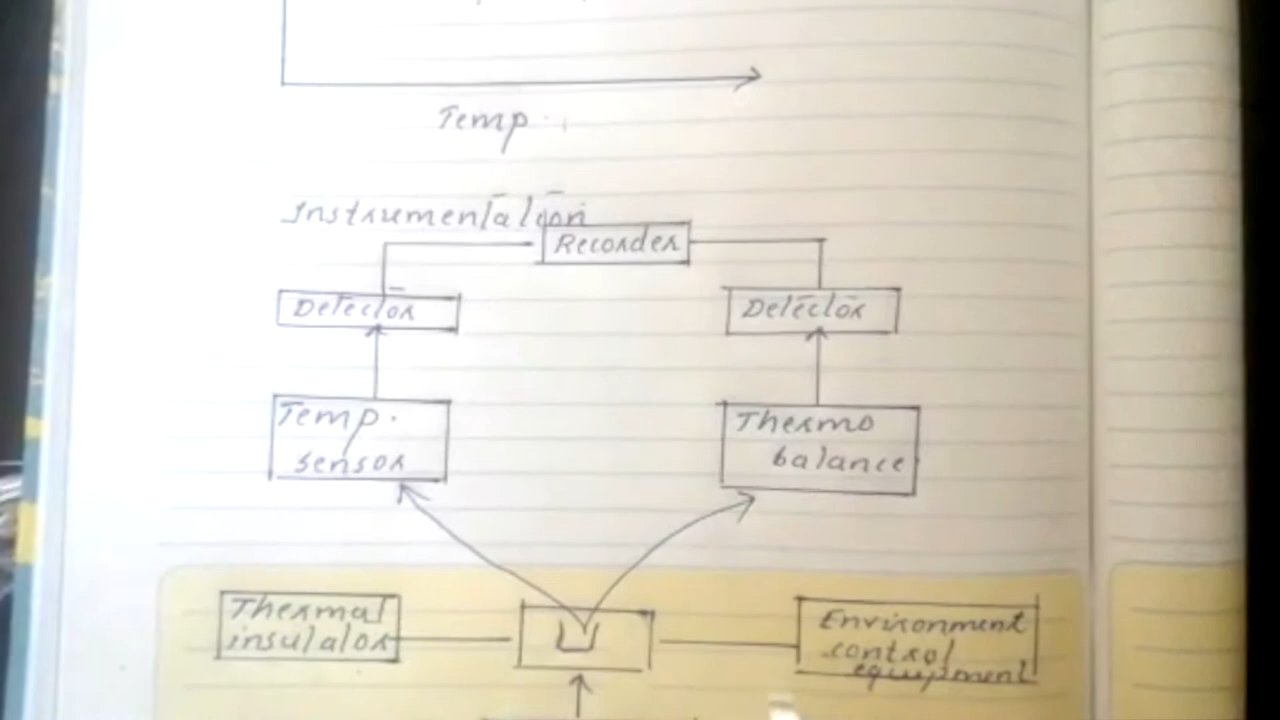 Temp.
Instrumentation
Recorder
Detector
Detector
Temp.
sensor
Thermo
balance
Thermal
insulator
Environment
control
equipment